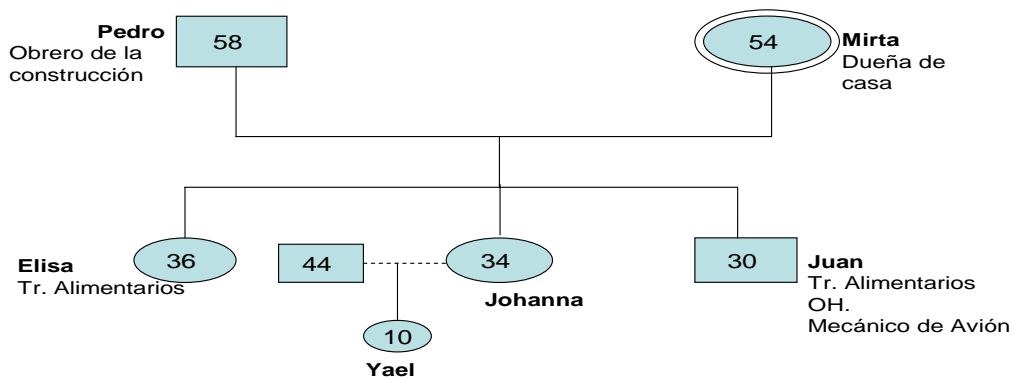 Pedro
Obrero de la
construcción
58
54
Mirta
Dueña de
casa
Elisa
Tr. Alimentarios
36
44
34
Johanna
30
Juan
Tr. Alimentarios
OH.
Mecánico de Avión
10
Yael